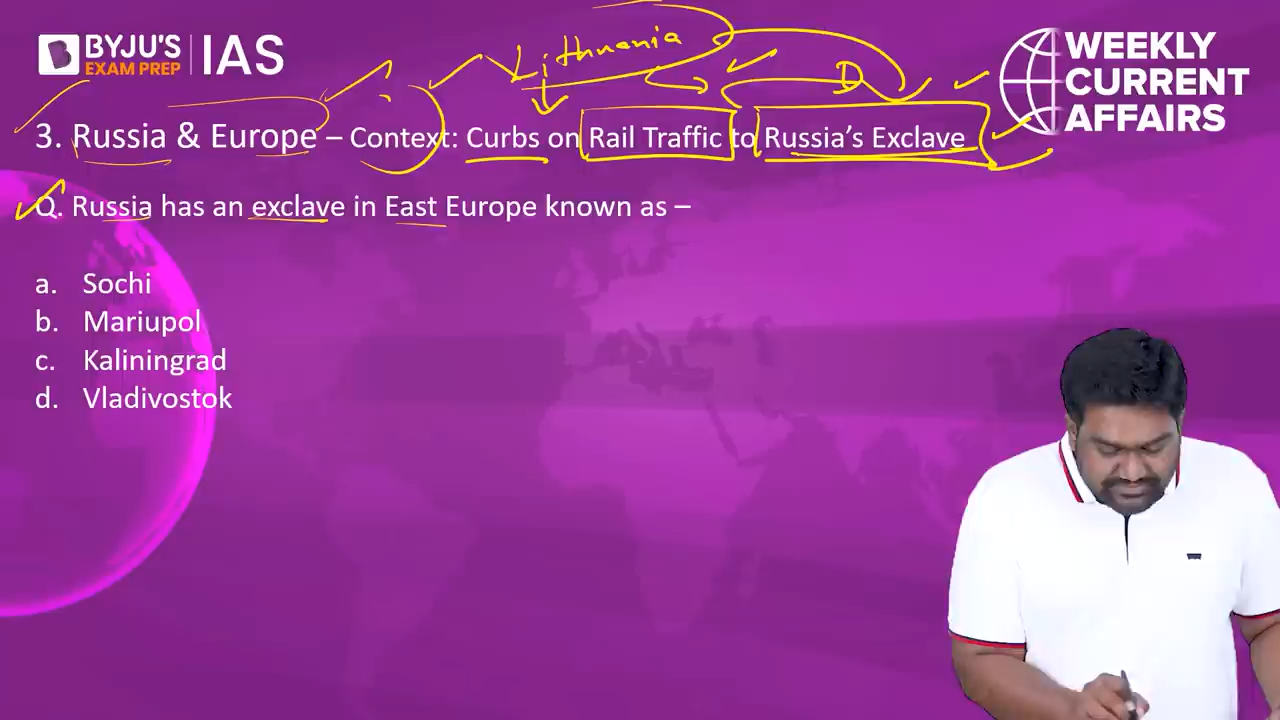 BYJU'S
EXAM PREP
IAS
Lithuania
WEEKLY
CURRENT
AFFAIRS
3. Russia & Europe – Context: Curbs on Rail Traffic to Russia's Exclave
Q. Russia has an exclave in East Europe known as –
a. Sochi
b. Mariupol
c. Kaliningrad
d. Vladivostok